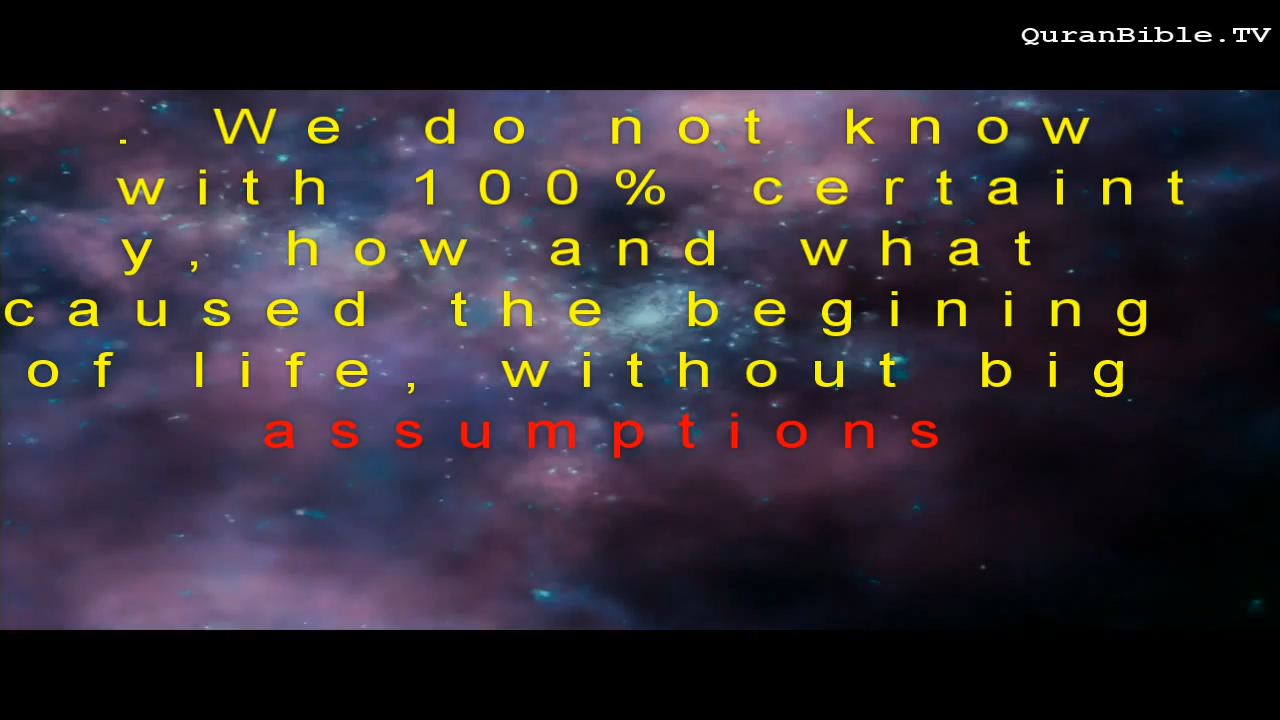 QuranBible.TV
. We do not know
with 100% certaint
y, how and what
caused the begining
of life, without big
assumptions